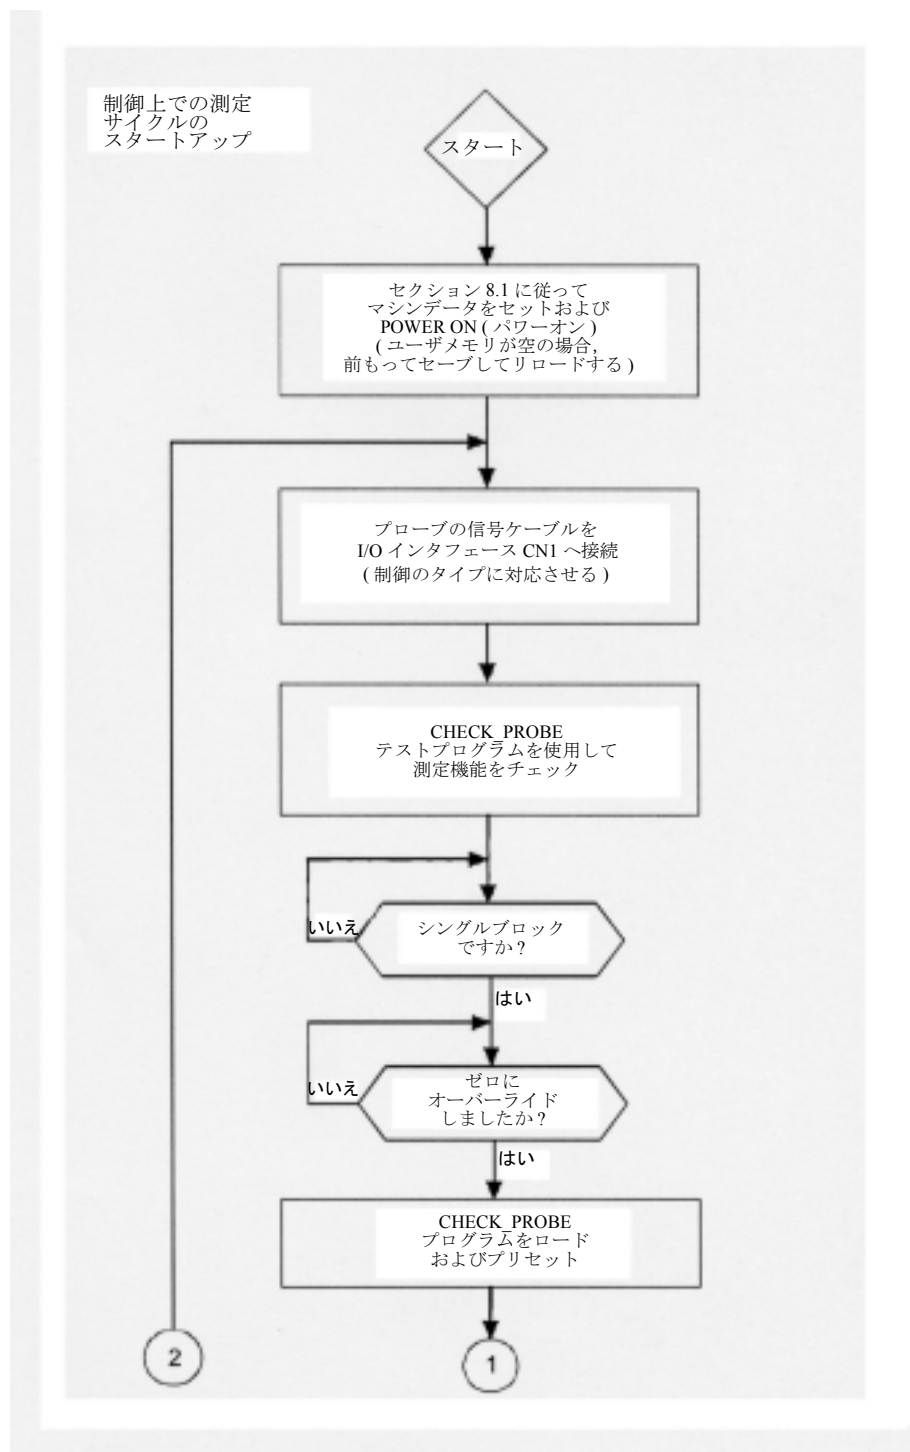 制御上での測定
サイクルの
スタートアップ
スタート
セクション 8.1 に従って
マシンデータをセットおよび
POWER ON ( パワーオン )
( ユーザメモリが空の場合,
前もってセーブしてリロードする )
プローブの信号ケーブルを
I/O インタフェース CN1 へ接続
( 制御のタイプに対応させる )
CHECK_PROBE
テストプログラムを使用して
測定機能をチェック
いいえ
シングルブロック
ですか?
はい
いいえ
ゼロに
オーバーライド
しましたか?
はい
CHECK_PROBE
プログラムをロード
およびプリセット
2
1